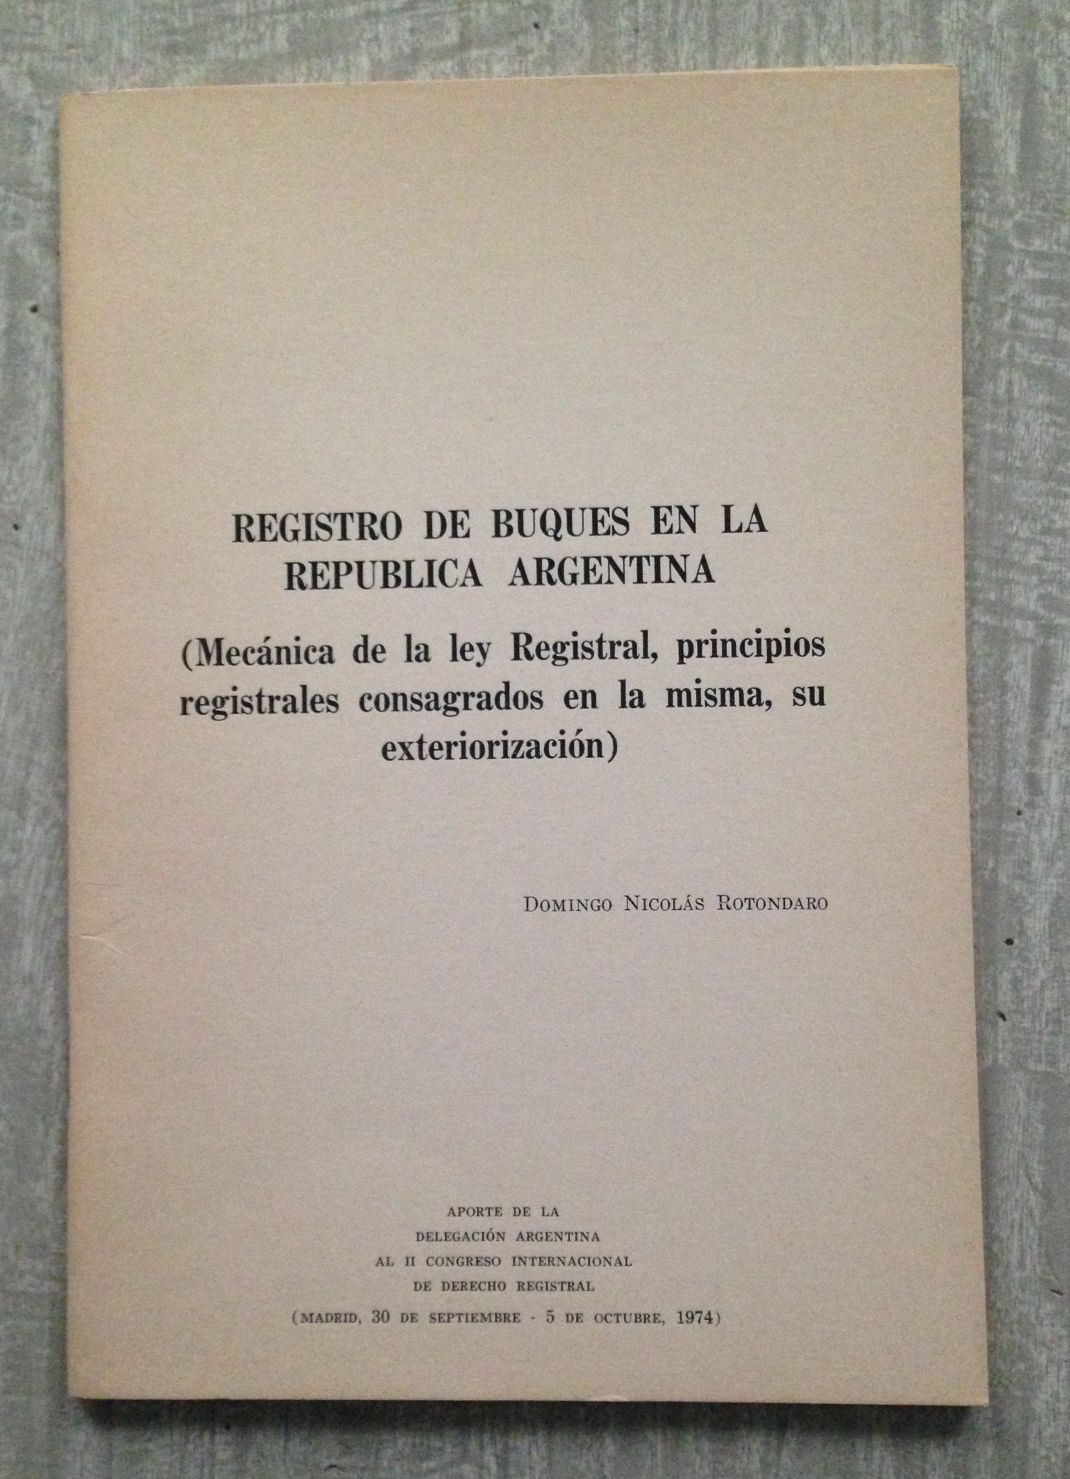 REGISTRO DE BUQUES EN LA
REPUBLICA ARGENTINA
(Mecánica de la ley Registral, principios
registrales consagrados en la misma, su
exteriorización)
Domingo Nicolás Rotondaro
APORTE DE LA
DELEGACIÓN ARGENTINA
AL II CONGRESO INTERNACIONAL
DE DERECHO REGISTRAL
(MADRID, 30 DE SEPTIEMBRE - 5 DE OCTUBRE, 1974)